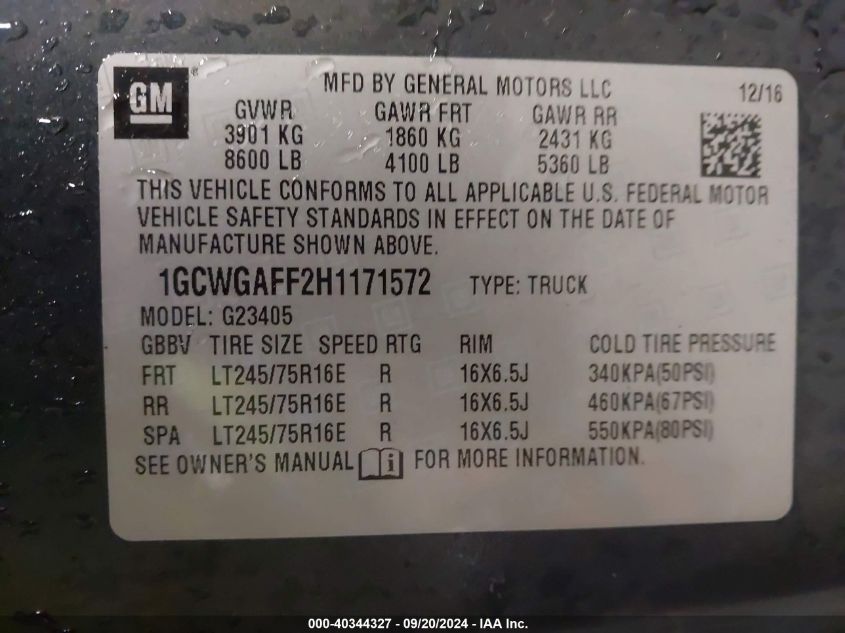 GM ®
MFD BY GENERAL MOTORS LLC 12/16
GVWR GAWR FRT GAWR RR
3901 KG 1860 KG 2431 KG
8600 LB 4100 LB 5360 LB
THIS VEHICLE CONFORMS TO ALL APPLICABLE U.S. FEDERAL MOTOR
VEHICLE SAFETY STANDARDS IN EFFECT ON THE DATE OF
MANUFACTURE SHOWN ABOVE.
1GCWGAFF2H1171572 TYPE: TRUCK
MODEL: G23405
GBBV TIRE SIZE SPEED RTG RIM COLD TIRE PRESSURE
FRT LT245/75R16E R 16X6.5J 340KPA(50PSI)
RR LT245/75R16E R 16X6.5J 460KPA(67PSI)
SPA LT245/75R16E R 16X6.5J 550KPA(80PSI)
SEE OWNER'S MANUAL i FOR MORE INFORMATION.
000-40344327 - 09/20/2024 - IAA Inc.